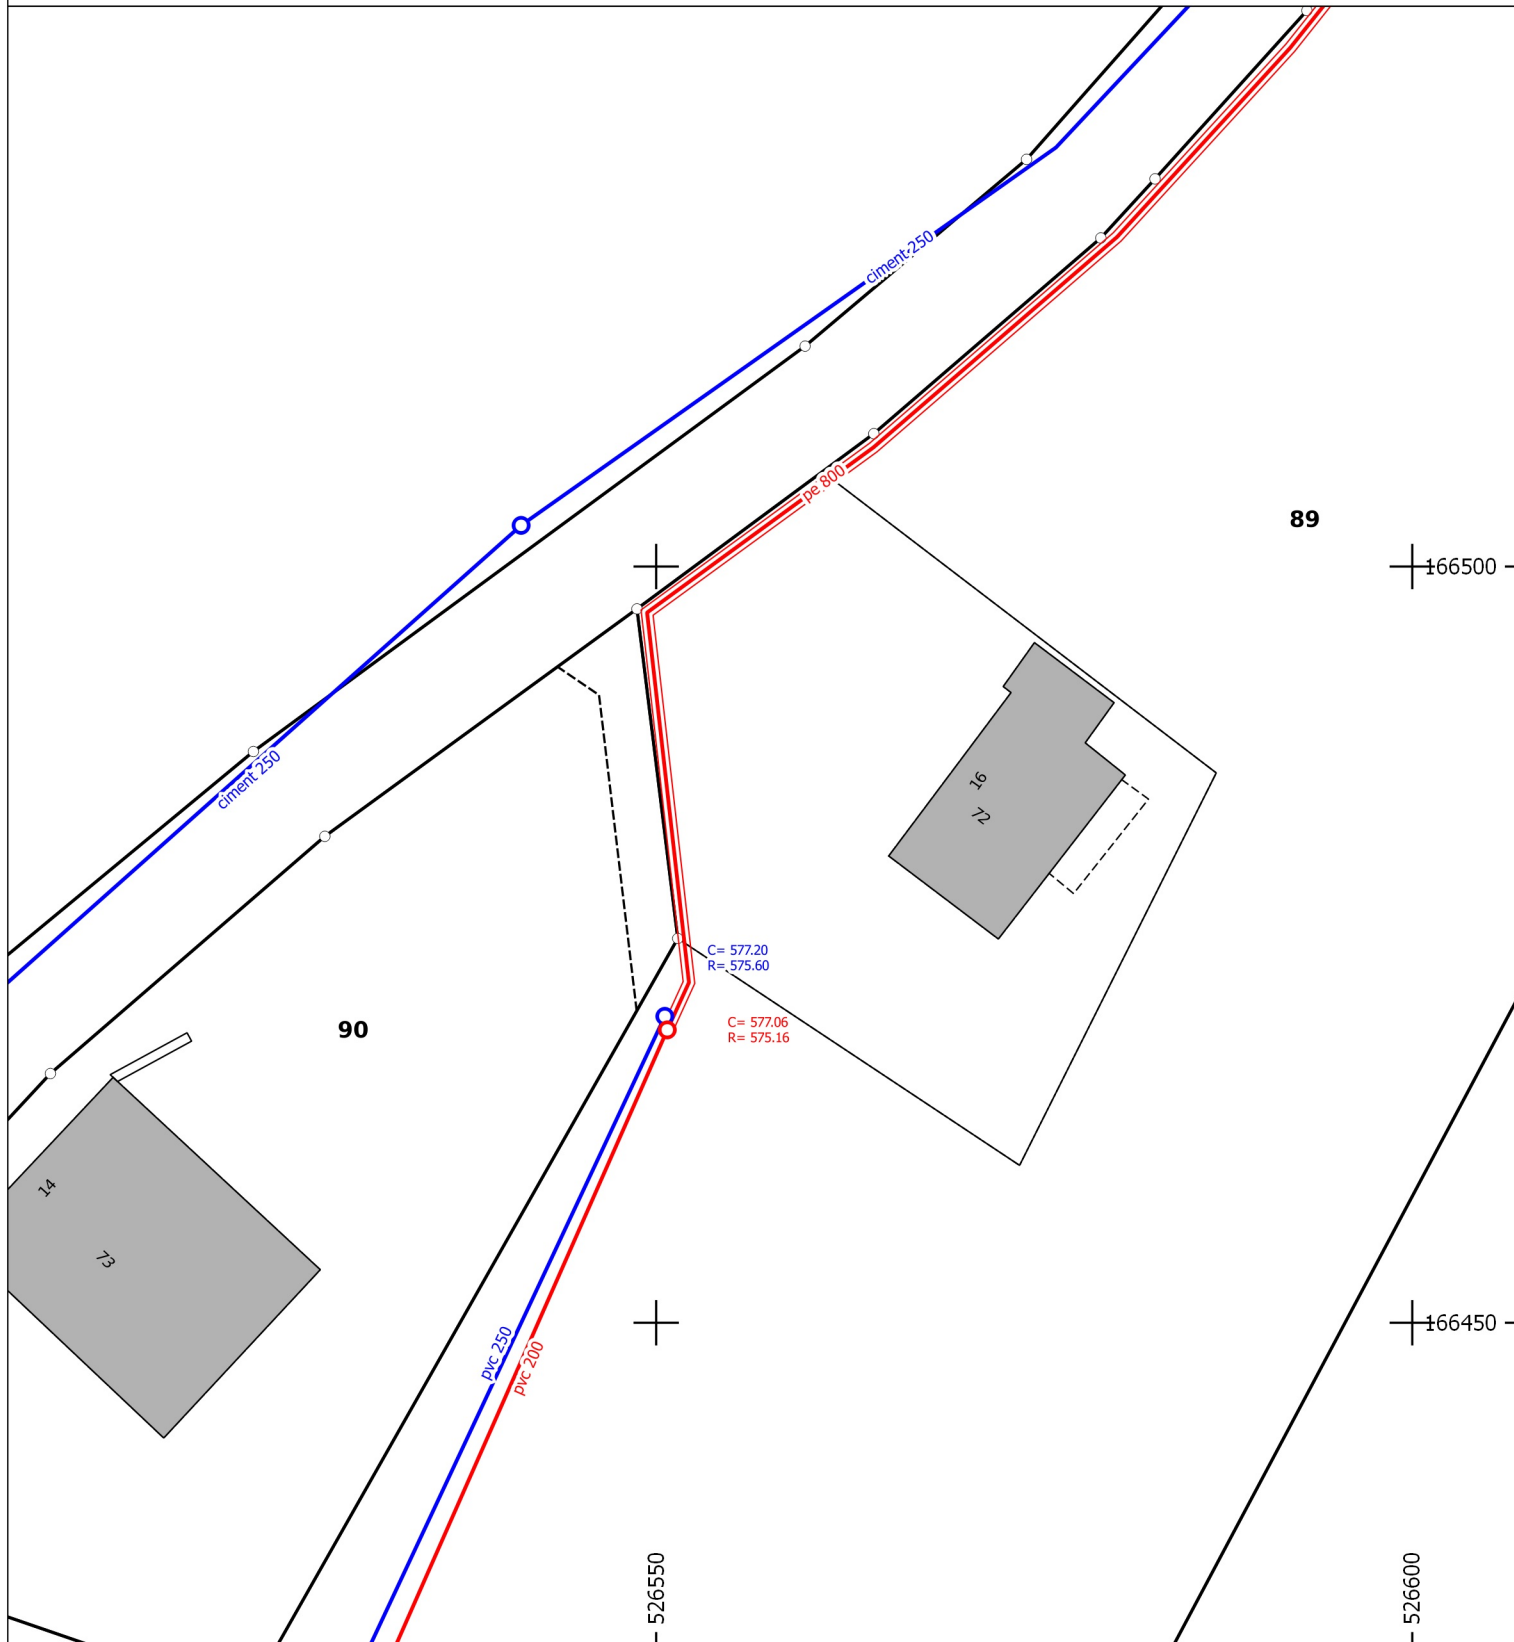 ciment 250
pe 800
89
166500
16
72
ciment 250
C= 577.20
R= 575.60
C= 577.06
R= 575.16
90
14
73
166450
pvc 250
pvc 200
526550
526600